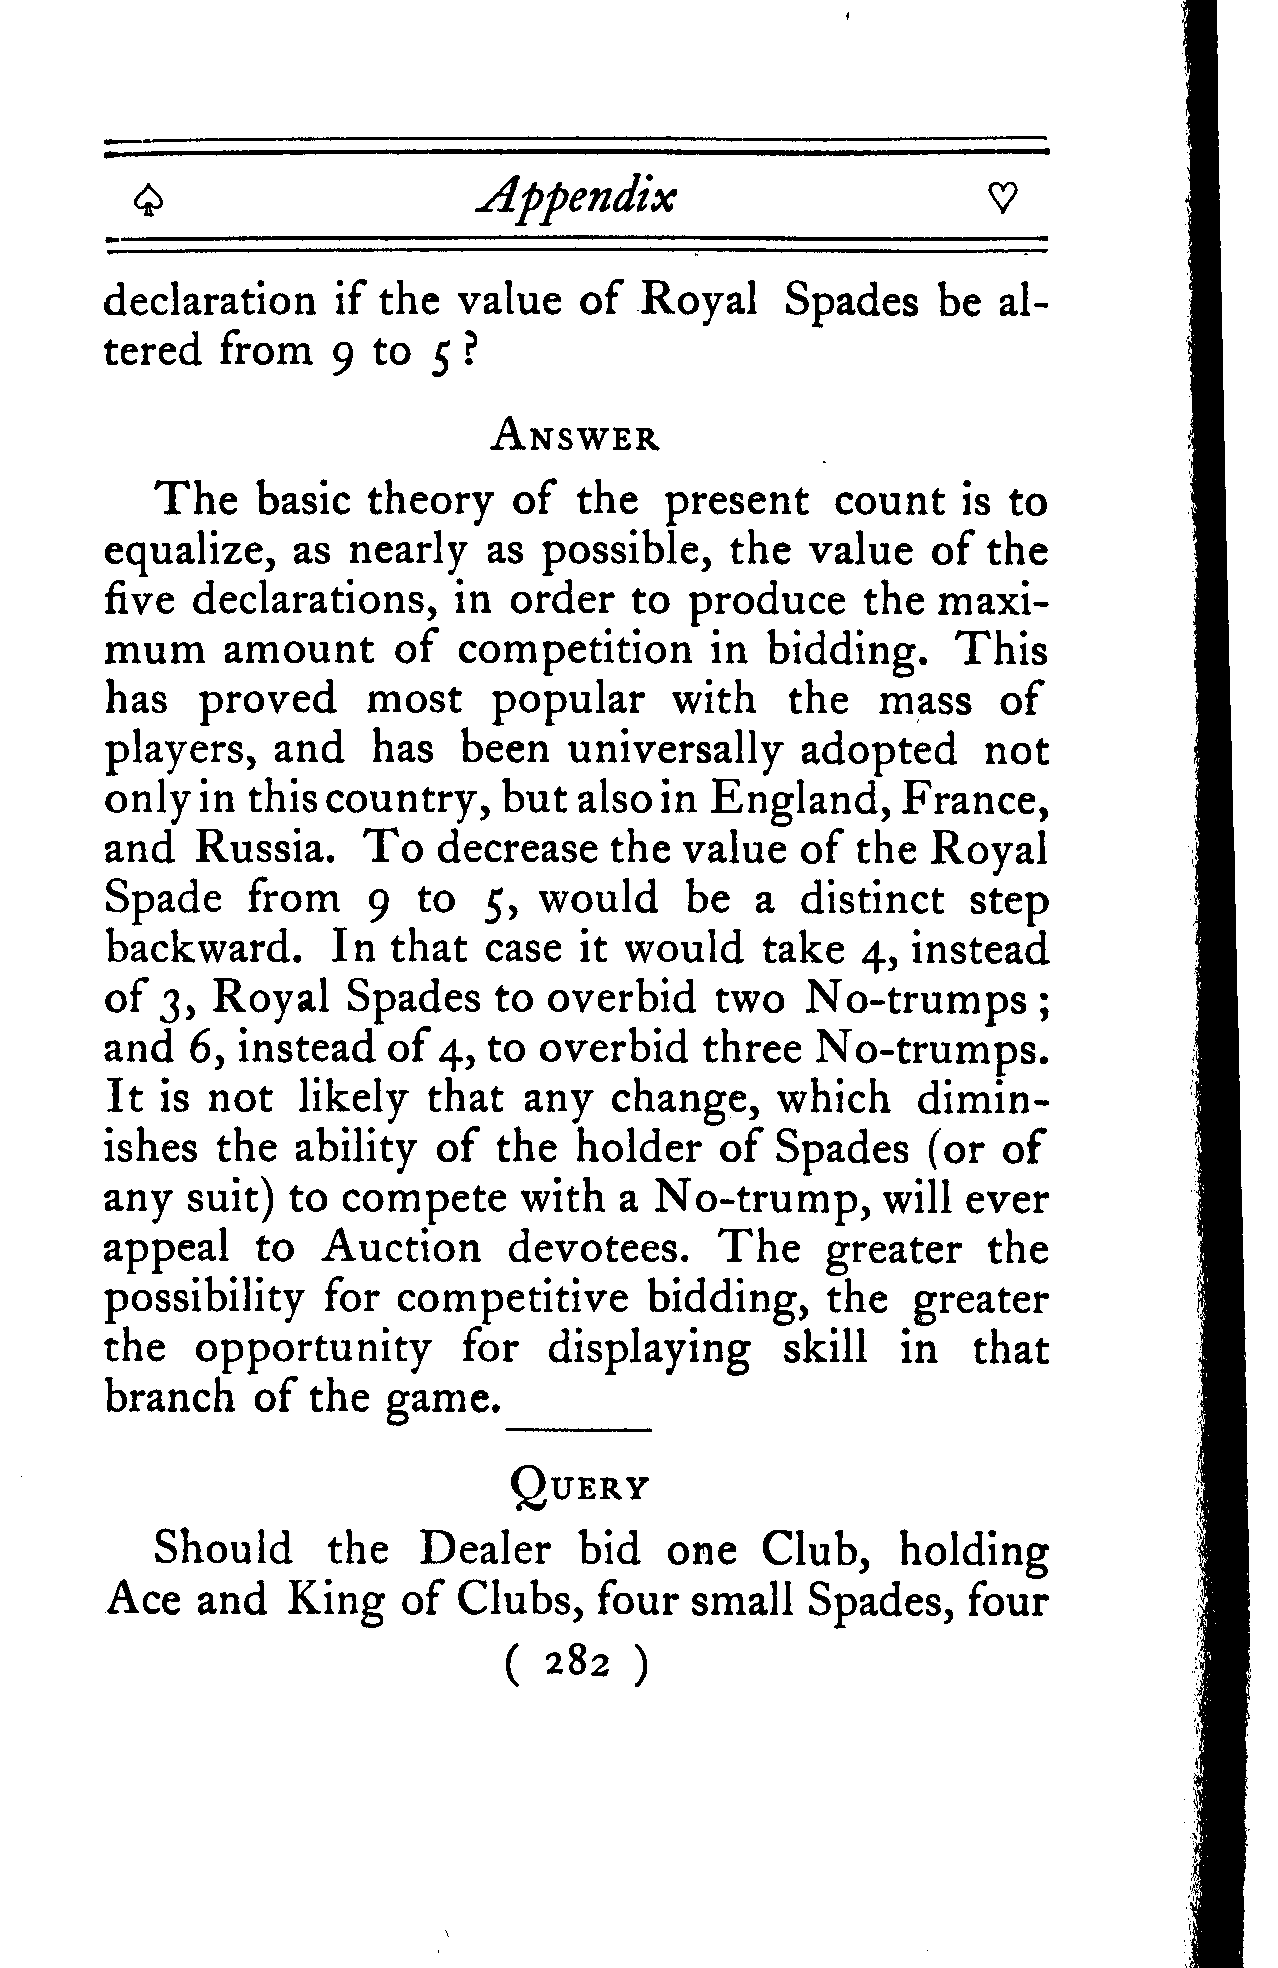 ♤ Appendix ♡
declaration if the value of Royal Spades be al-
tered from 9 to 5?
ANSWER
The basic theory of the present count is to
equalize, as nearly as possible, the value of the
five declarations, in order to produce the maxi-
mum amount of competition in bidding. This
has proved most popular with the mass of
players, and has been universally adopted not
only in this country, but also in England, France,
and Russia. To decrease the value of the Royal
Spade from 9 to 5, would be a distinct step
backward. In that case it would take 4, instead
of 3, Royal Spades to overbid two No-trumps;
and 6, instead of 4, to overbid three No-trumps.
It is not likely that any change, which dimin-
ishes the ability of the holder of Spades (or of
any suit) to compete with a No-trump, will ever
appeal to Auction devotees. The greater the
possibility for competitive bidding, the greater
the opportunity for displaying skill in that
branch of the game.
QUERY
Should the Dealer bid one Club, holding
Ace and King of Clubs, four small Spades, four
( 282 )